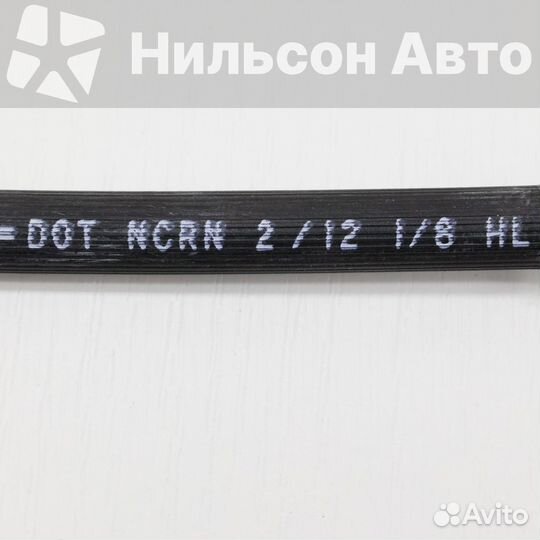 Нильсон Авто
=DOT NCRN 2/12 1/8 HL
Avito